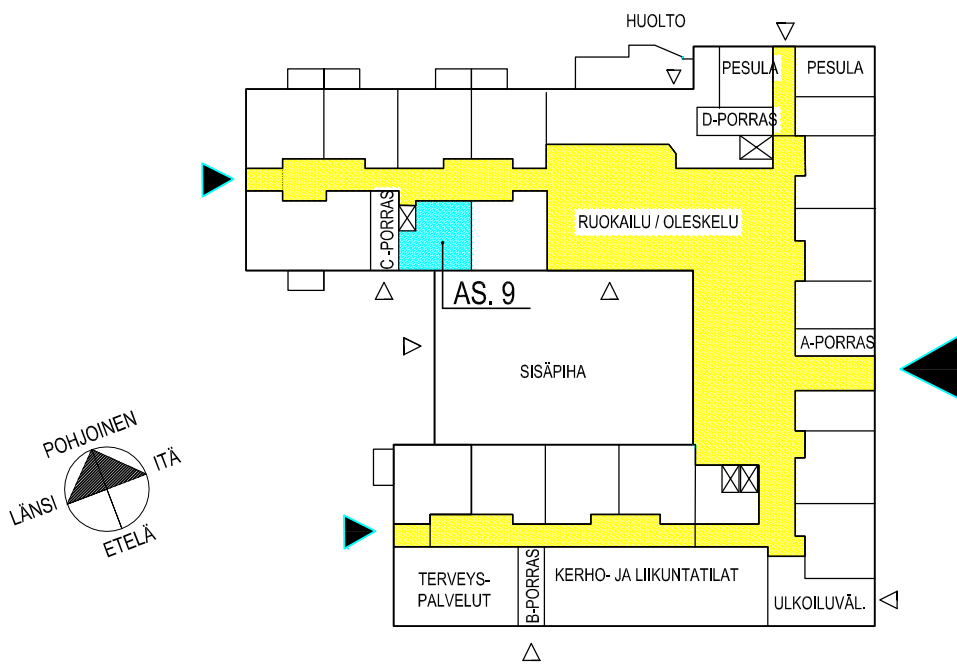 HUOLTO
PESULA
PESULA
D-PORRAS
C-PORRAS
RUOKAILU / OLESKELU
AS. 9
A-PORRAS
SISÄPIHA
POHJOINEN
ITÄ
LÄNSI
ETELÄ
TERVEYS-
PALVELUT
B-PORRAS
KERHO- JA LIIKUNTATILAT
ULKOILUVÄL.